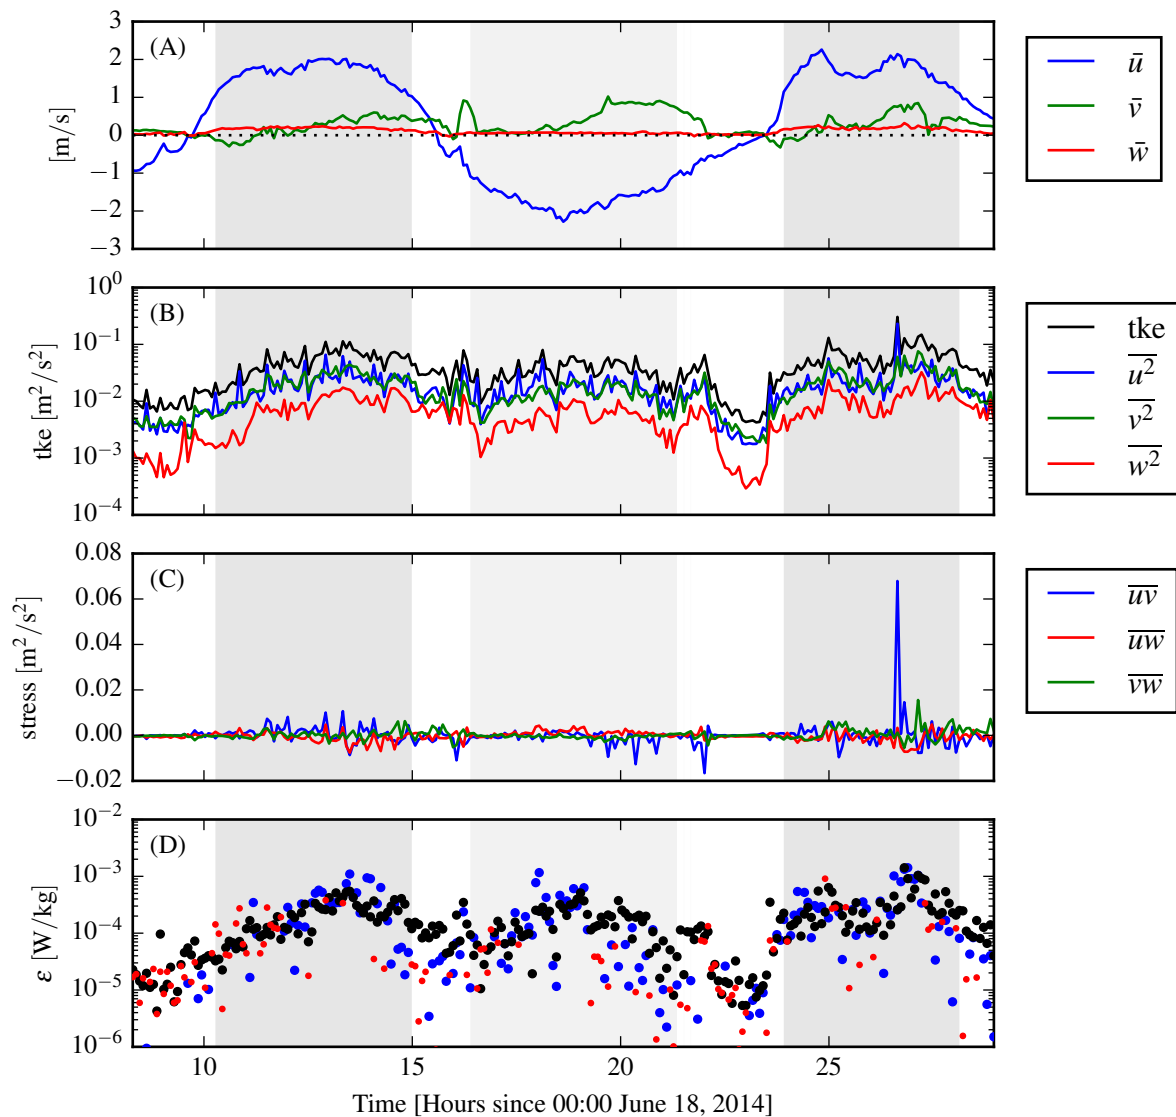 (A)
3
2
1
0
−1
−2
−3
[m/s]
ū
v̄
w̄
(B)
10⁰
10⁻¹
10⁻²
10⁻³
10⁻⁴
tke [m²/s²]
tke
u²
v²
w²
(C)
0.08
0.06
0.04
0.02
0.00
−0.02
stress [m²/s²]
uv
uw
vw
(D)
10⁻²
10⁻³
10⁻⁴
10⁻⁵
10⁻⁶
ε [W/kg]
10 15 20 25
Time [Hours since 00:00 June 18, 2014]